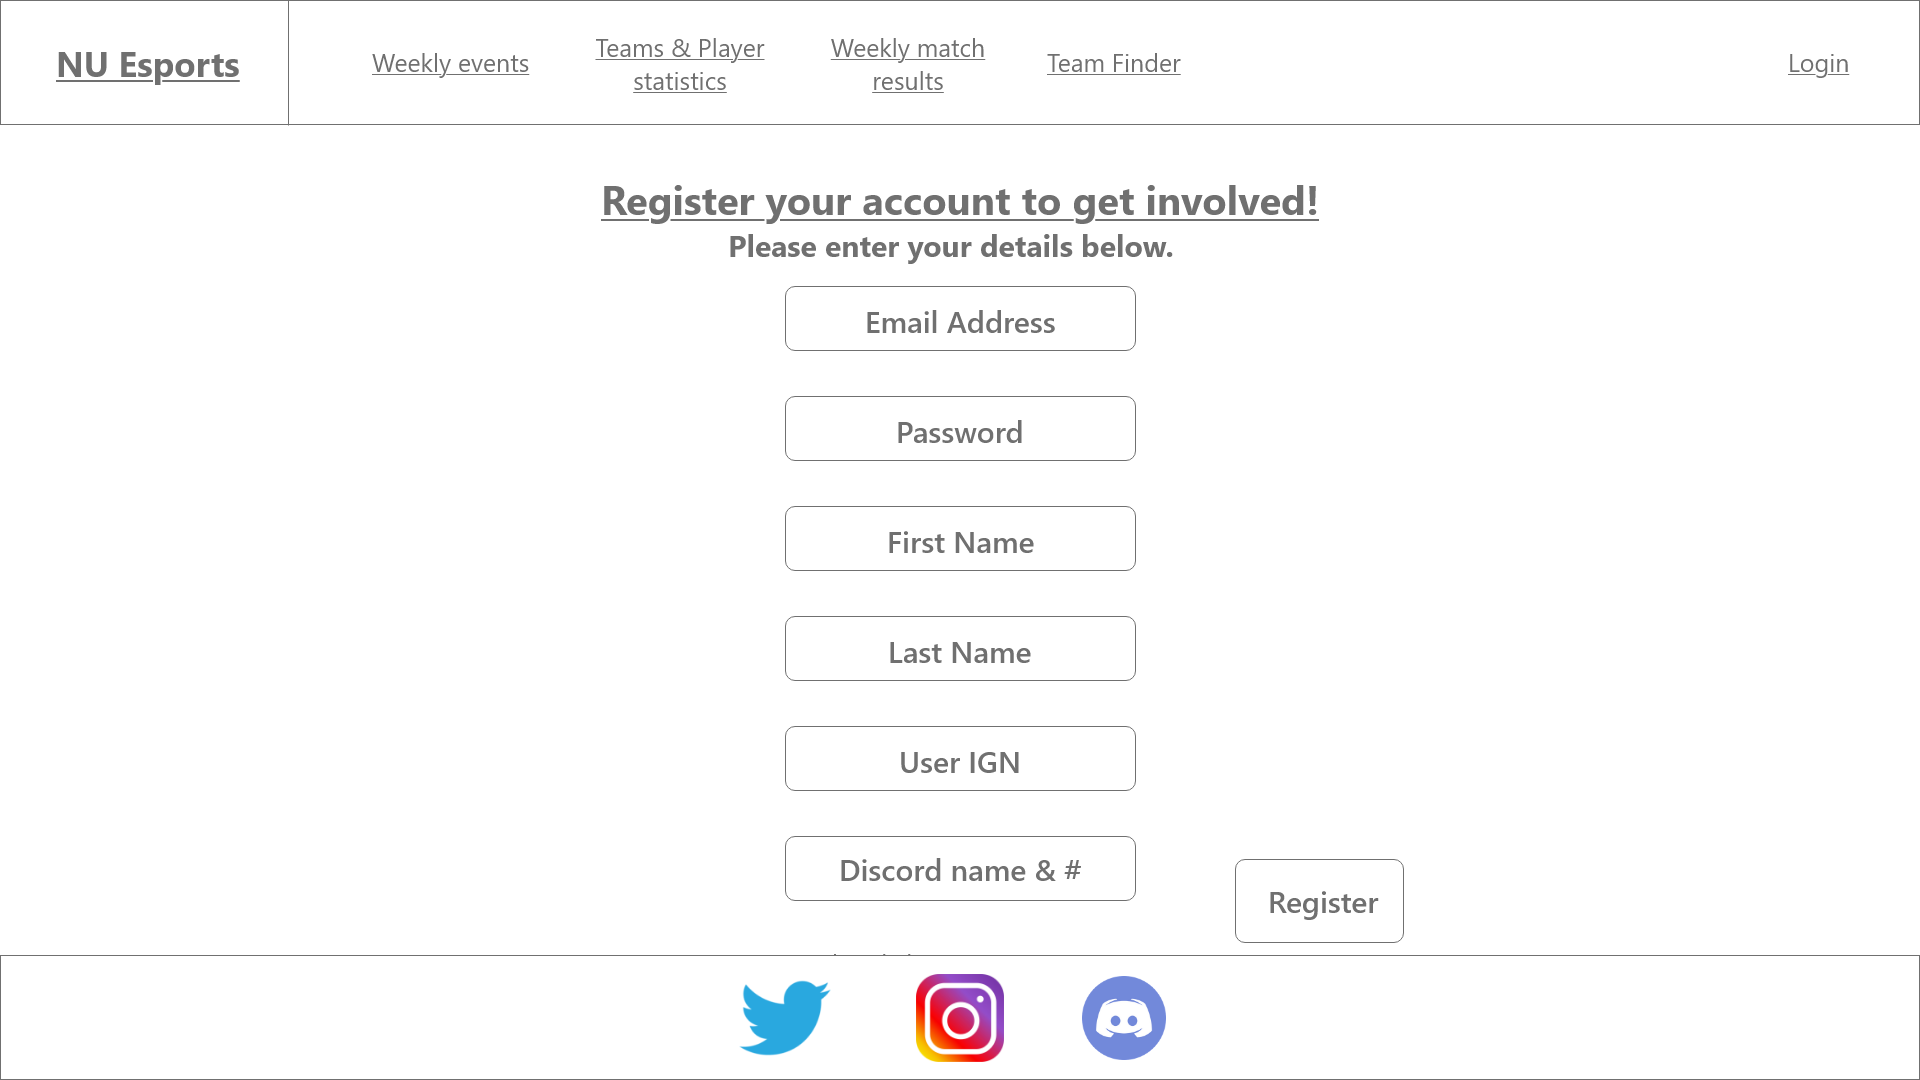 NU Esports
Weekly events
Teams & Player
statistics
Weekly match
results
Team Finder
Login
Register your account to get involved!
Please enter your details below.
Email Address
Password
First Name
Last Name
User IGN
Discord name & #
Register